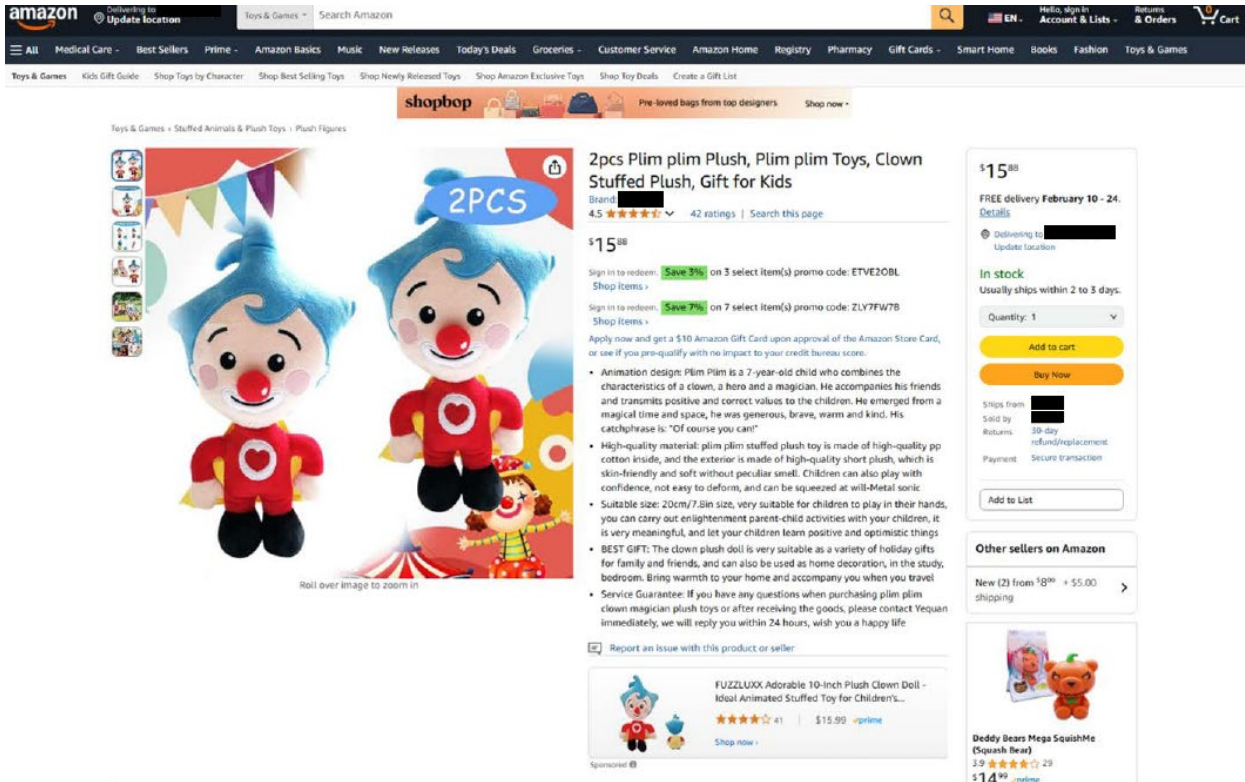 amazon
Delivering to
Update location
Toys & Games
Search Amazon
EN
Hello, sign in
Account & Lists
Returns
& Orders
0
Cart
All
Medical Care
Best Sellers
Prime
Amazon Basics
Music
New Releases
Today's Deals
Groceries
Customer Service
Amazon Home
Registry
Pharmacy
Gift Cards
Smart Home
Books
Fashion
Toys & Games
Toys & Games
Kids Gift Guide
Shop Toys by Character
Shop Best Selling Toys
Shop Newly Released Toys
Shop Amazon Exclusive Toys
Shop Toy Deals
Create a Gift List
shopbop
Pre-loved bags from top designers
Shop now
Toys & Games › Stuffed Animals & Plush Toys › Plush Figures
2PCS
Roll over image to zoom in
2pcs Plim plim Plush, Plim plim Toys, Clown
Stuffed Plush, Gift for Kids
Brand:
4.5
42 ratings | Search this page
$15.88
Sign in to redeem. Save 3% on 3 select item(s) promo code: ETVE2OBL
Shop items ›
Sign in to redeem. Save 7% on 7 select item(s) promo code: ZLY7FW7B
Shop items ›
Apply now and get a $10 Amazon Gift Card upon approval of the Amazon Store Card,
or see if you pre-qualify with no impact to your credit bureau score.
• Animation design: Plim Plim is a 7-year-old child who combines the
characteristics of a clown, a hero and a magician. He accompanies his friends
and transmits positive and correct values to the children. He emerged from a
magical time and space, he was generous, brave, warm and kind. His
catchphrase is: "Of course you can!"
• High-quality material: plim plim stuffed plush toy is made of high-quality pp
cotton inside, and the exterior is made of high-quality short plush, which is
skin-friendly and soft without peculiar smell. Children can also play with
confidence, not easy to deform, and can be squeezed at will-Metal sonic
• Suitable size: 20cm/7.8in size, very suitable for children to play in their hands,
you can carry out enlightenment parent-child activities with your children, it
is very meaningful, and let your children learn positive and optimistic things
• BEST GIFT: The clown plush doll is very suitable as a variety of holiday gifts
for family and friends, and can also be used as home decoration, in the study,
bedroom. Bring warmth to your home and accompany you when you travel
• Service Guarantee: If you have any questions when purchasing plim plim
clown magician plush toys or after receiving the goods, please contact Yequan
immediately, we will reply you within 24 hours, wish you a happy life
Report an issue with this product or seller
FUZZLUXX Adorable 10-Inch Plush Clown Doll -
Ideal Animated Stuffed Toy for Children's...
41 | $15.99 prime
Shop now ›
Sponsored
$15.88
FREE delivery February 10 - 24.
Details
Delivering to
Update location
In stock
Usually ships within 2 to 3 days.
Quantity: 1
Add to cart
Buy Now
Ships from
Sold by
Returns
30-day
refund/replacement
Payment
Secure transaction
Add to List
Other sellers on Amazon
New (2) from $8.00 + $5.00
shipping
Deddy Bears Mega SquishMe
(Squash Bear)
3.9 29
$14.99 prime